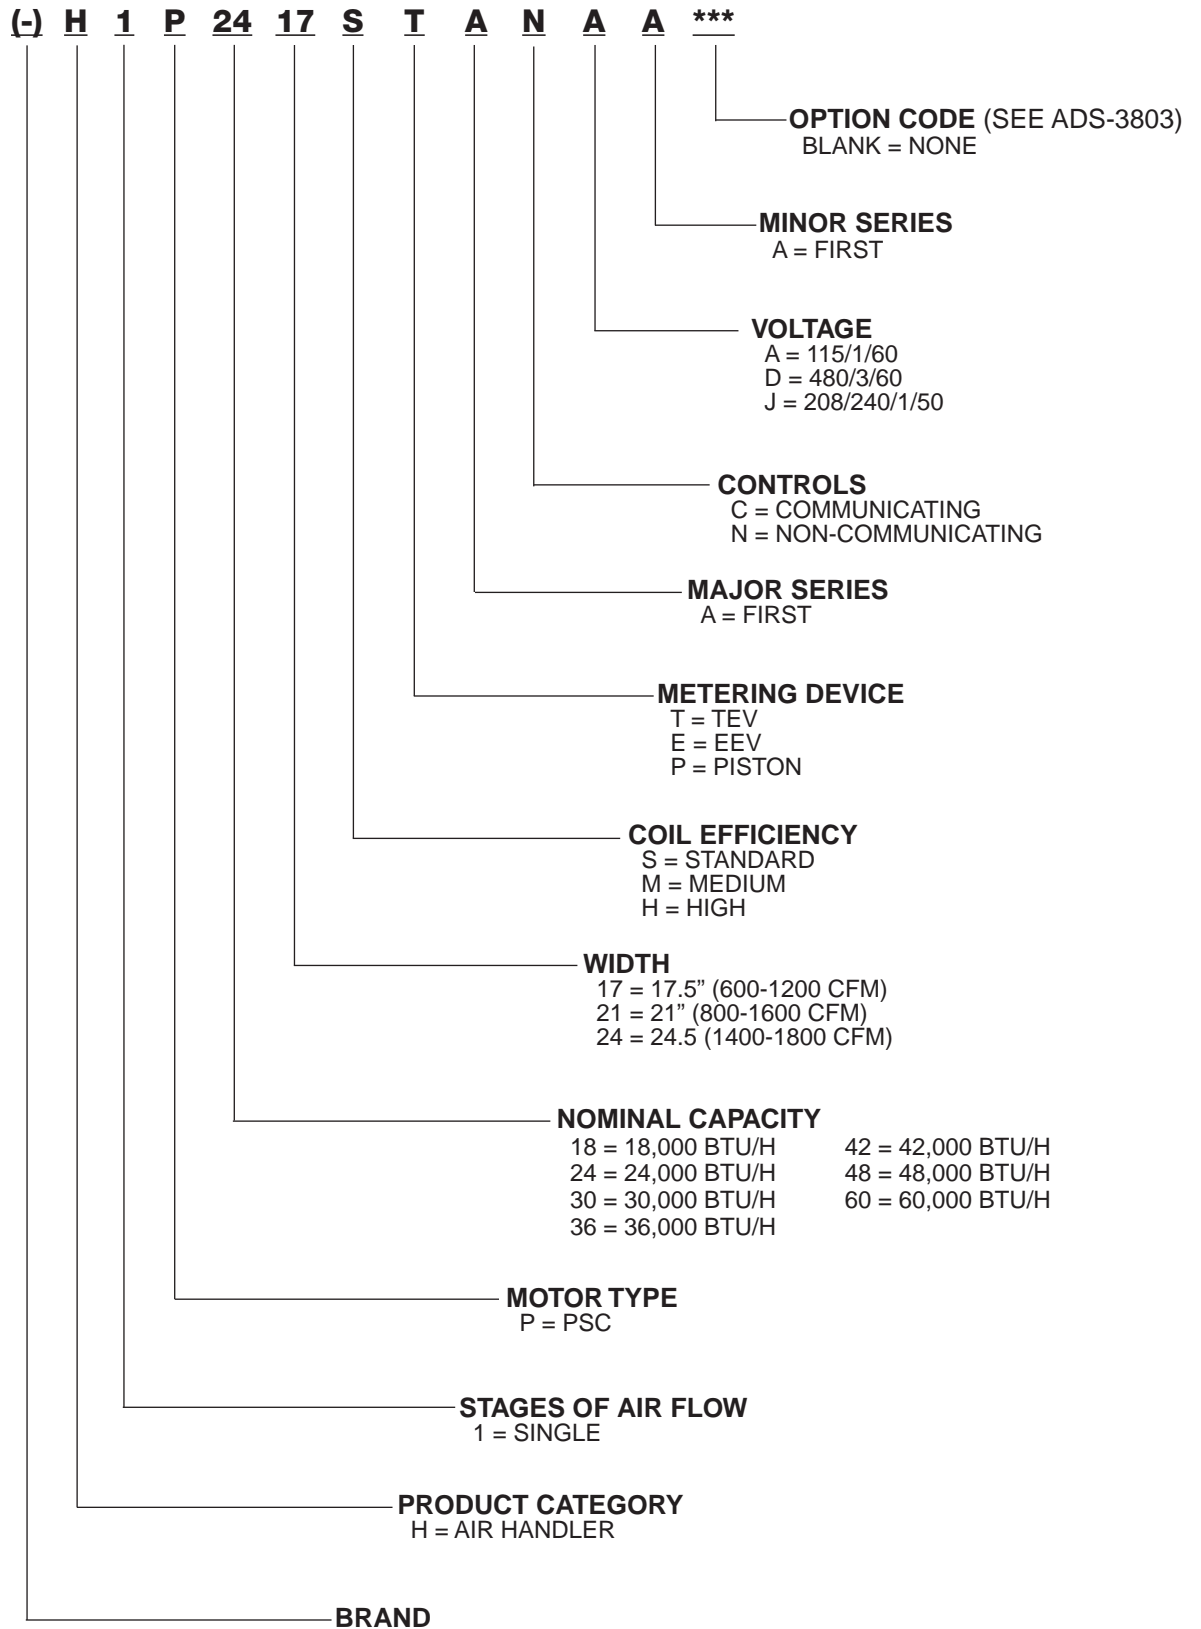 (-) H 1 P 24 17 S T A N A A ***
OPTION CODE (SEE ADS-3803)
BLANK = NONE
MINOR SERIES
A = FIRST
VOLTAGE
A = 115/1/60
D = 480/3/60
J = 208/240/1/50
CONTROLS
C = COMMUNICATING
N = NON-COMMUNICATING
MAJOR SERIES
A = FIRST
METERING DEVICE
T = TEV
E = EEV
P = PISTON
COIL EFFICIENCY
S = STANDARD
M = MEDIUM
H = HIGH
WIDTH
17 = 17.5” (600-1200 CFM)
21 = 21” (800-1600 CFM)
24 = 24.5 (1400-1800 CFM)
NOMINAL CAPACITY
18 = 18,000 BTU/H 42 = 42,000 BTU/H
24 = 24,000 BTU/H 48 = 48,000 BTU/H
30 = 30,000 BTU/H 60 = 60,000 BTU/H
36 = 36,000 BTU/H
MOTOR TYPE
P = PSC
STAGES OF AIR FLOW
1 = SINGLE
PRODUCT CATEGORY
H = AIR HANDLER
BRAND